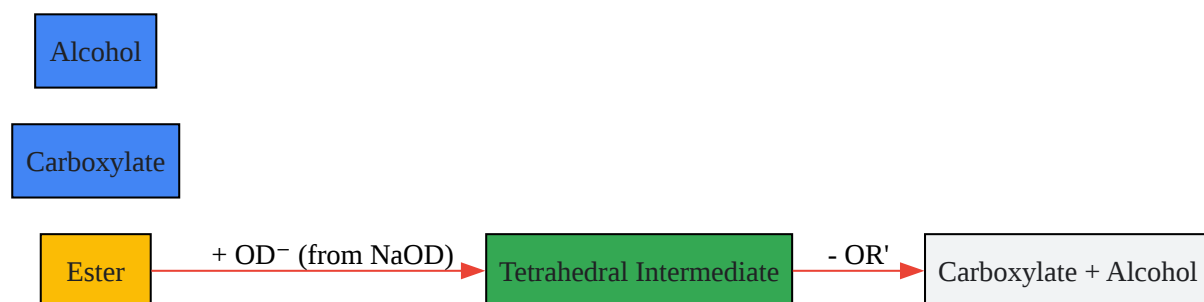 Alcohol
Carboxylate
Ester
+ OD⁻ (from NaOD)
Tetrahedral Intermediate
- OR'
Carboxylate + Alcohol